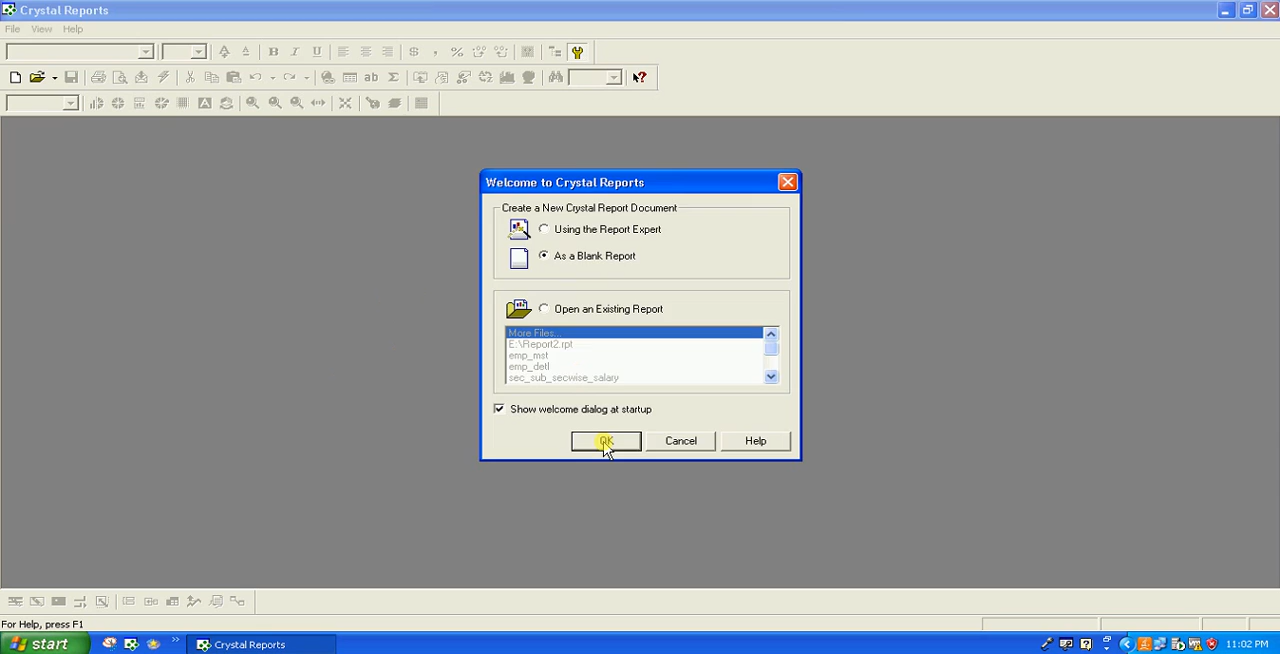 Crystal Reports
File View Help
B I U
$ , %
ab Σ
Welcome to Crystal Reports
Create a New Crystal Report Document
Using the Report Expert
As a Blank Report
Open an Existing Report
More Files...
E:\Report2.rpt
emp_mst
emp_detl
sec_sub_secwise_salary
Show welcome dialog at startup
OK Cancel Help
For Help, press F1
start Crystal Reports 11:02 PM